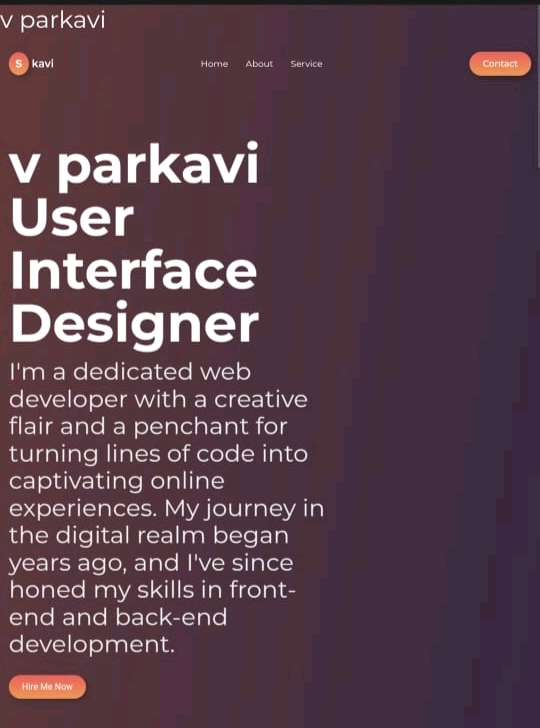 v parkavi
S kavi
Home About Service
Contact
v parkavi
User
Interface
Designer
I'm a dedicated web
developer with a creative
flair and a penchant for
turning lines of code into
captivating online
experiences. My journey in
the digital realm began
years ago, and I've since
honed my skills in front-
end and back-end
development.
Hire Me Now